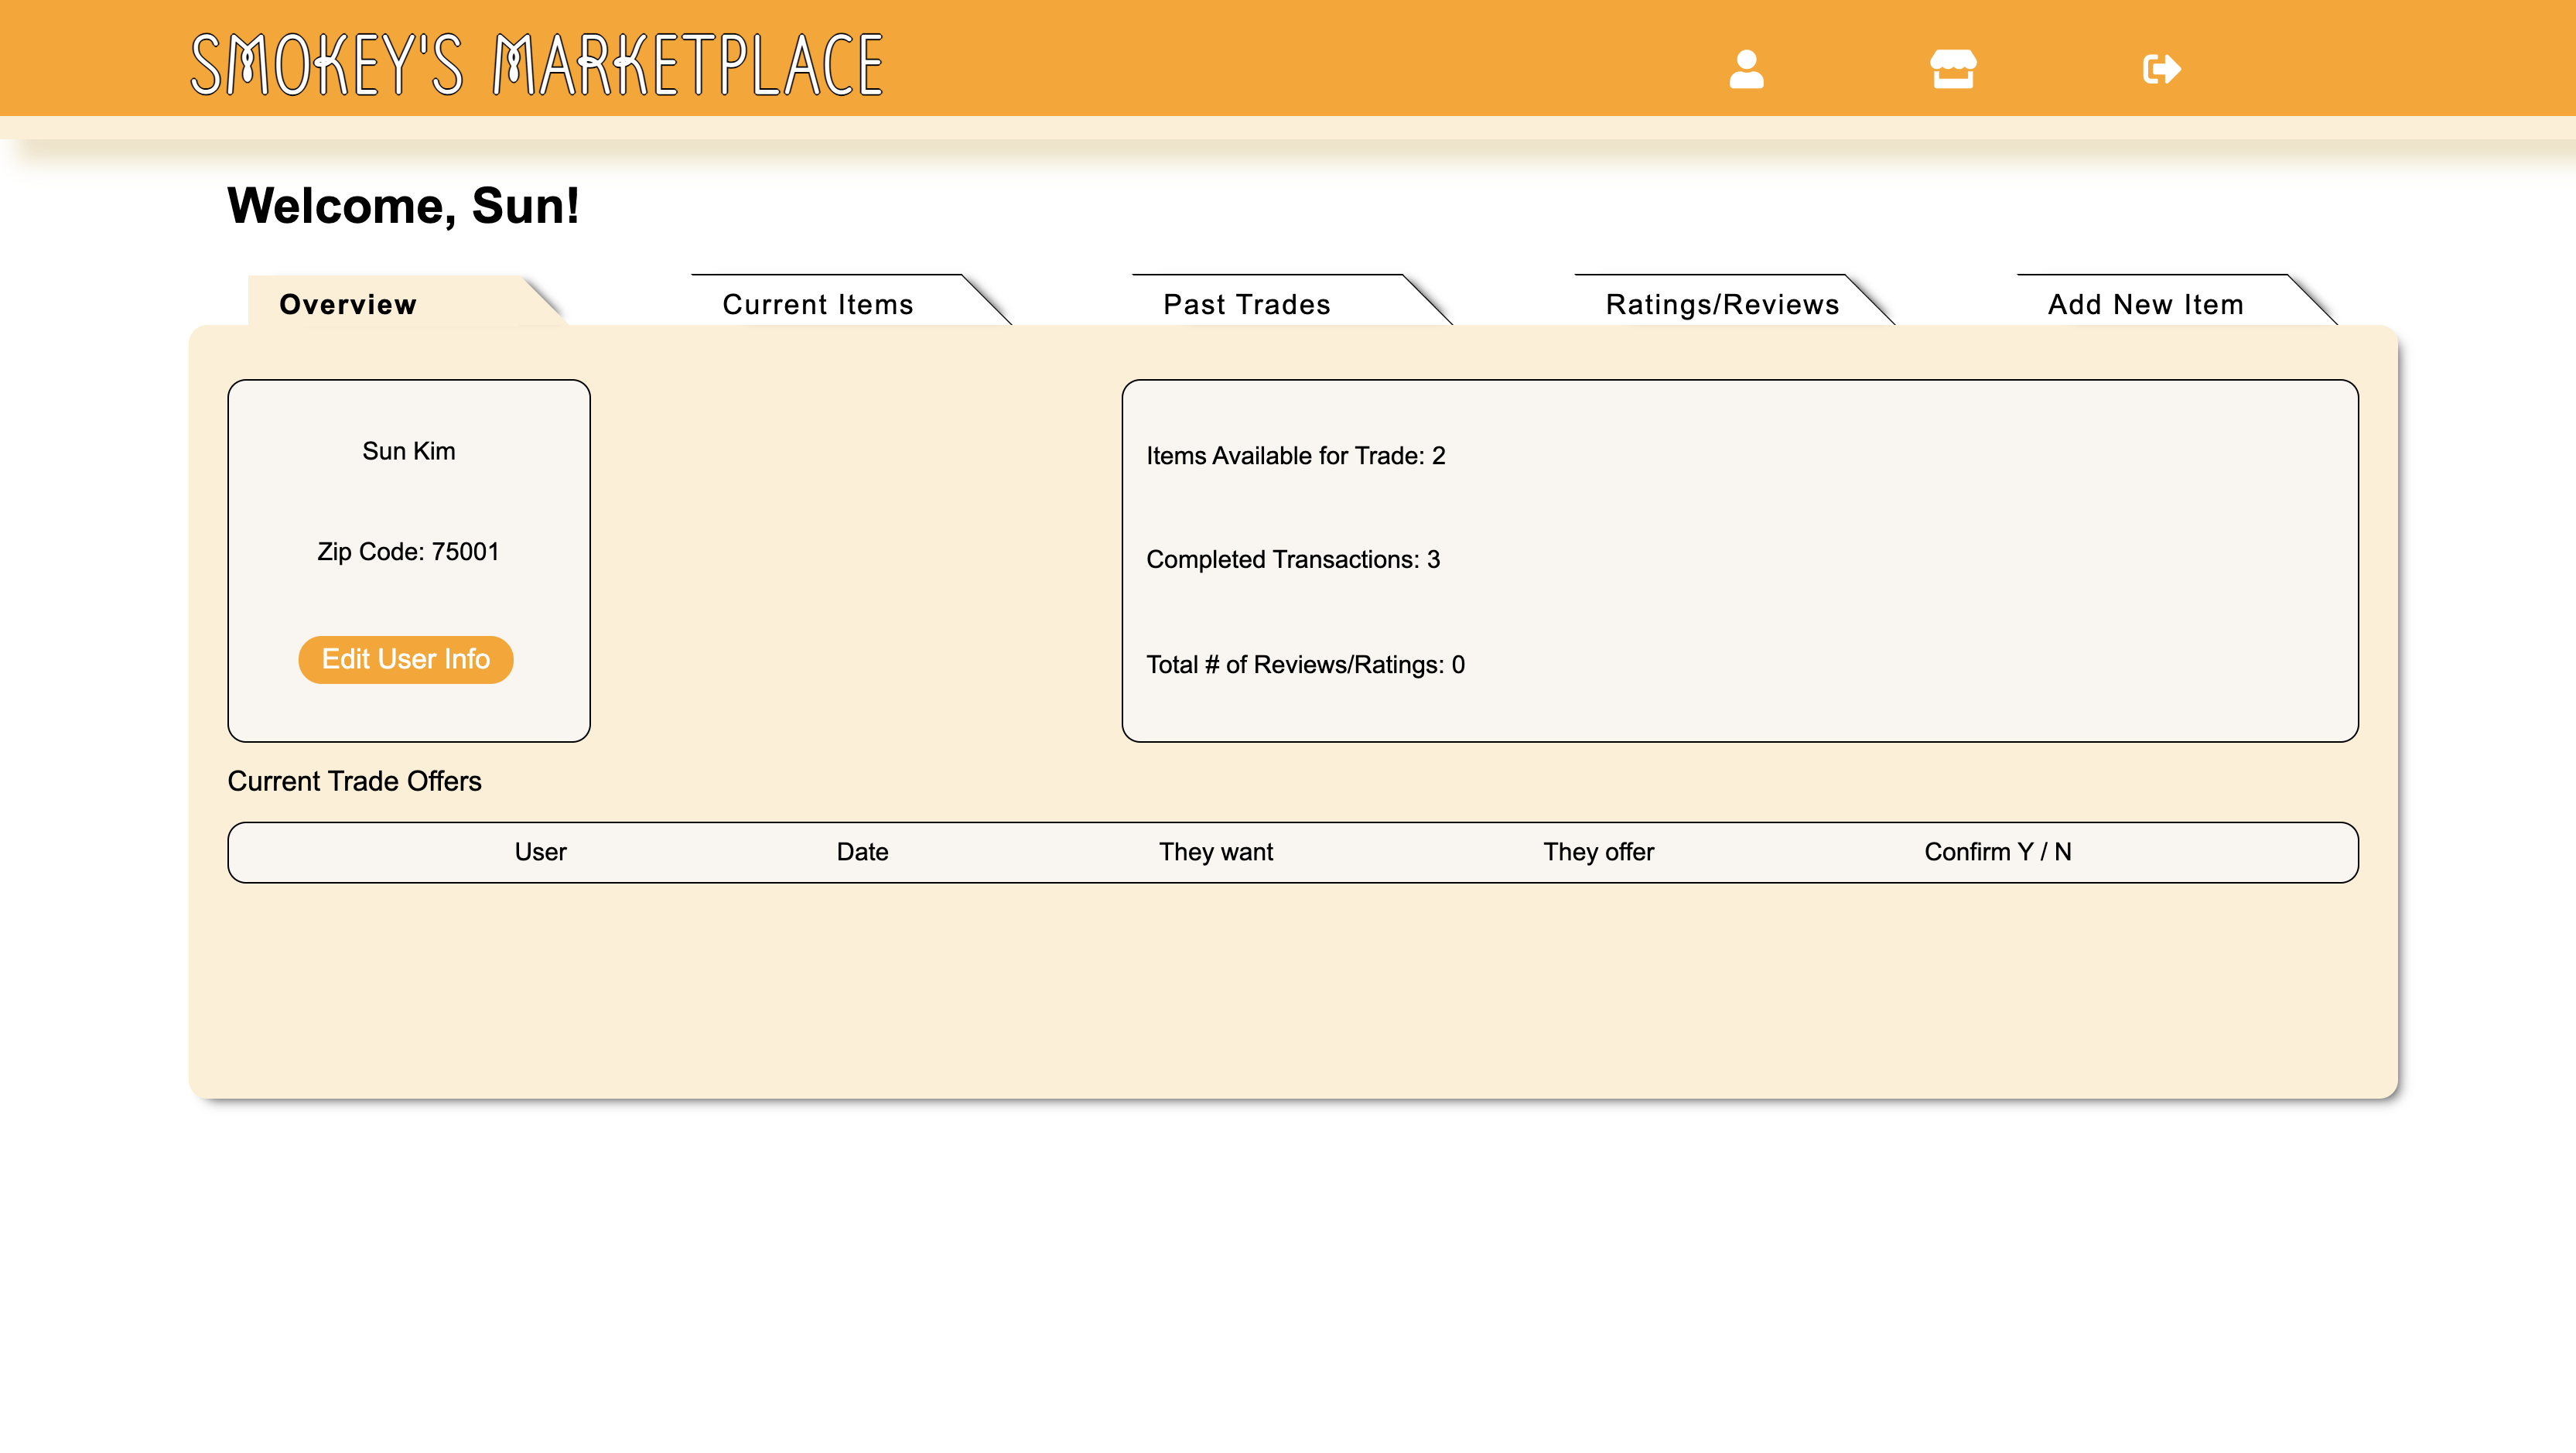 SMOKEY'S MARKETPLACE
Welcome, Sun!
Overview
Current Items
Past Trades
Ratings/Reviews
Add New Item
Sun Kim
Zip Code: 75001
Edit User Info
Items Available for Trade: 2
Completed Transactions: 3
Total # of Reviews/Ratings: 0
Current Trade Offers
User Date They want They offer Confirm Y / N